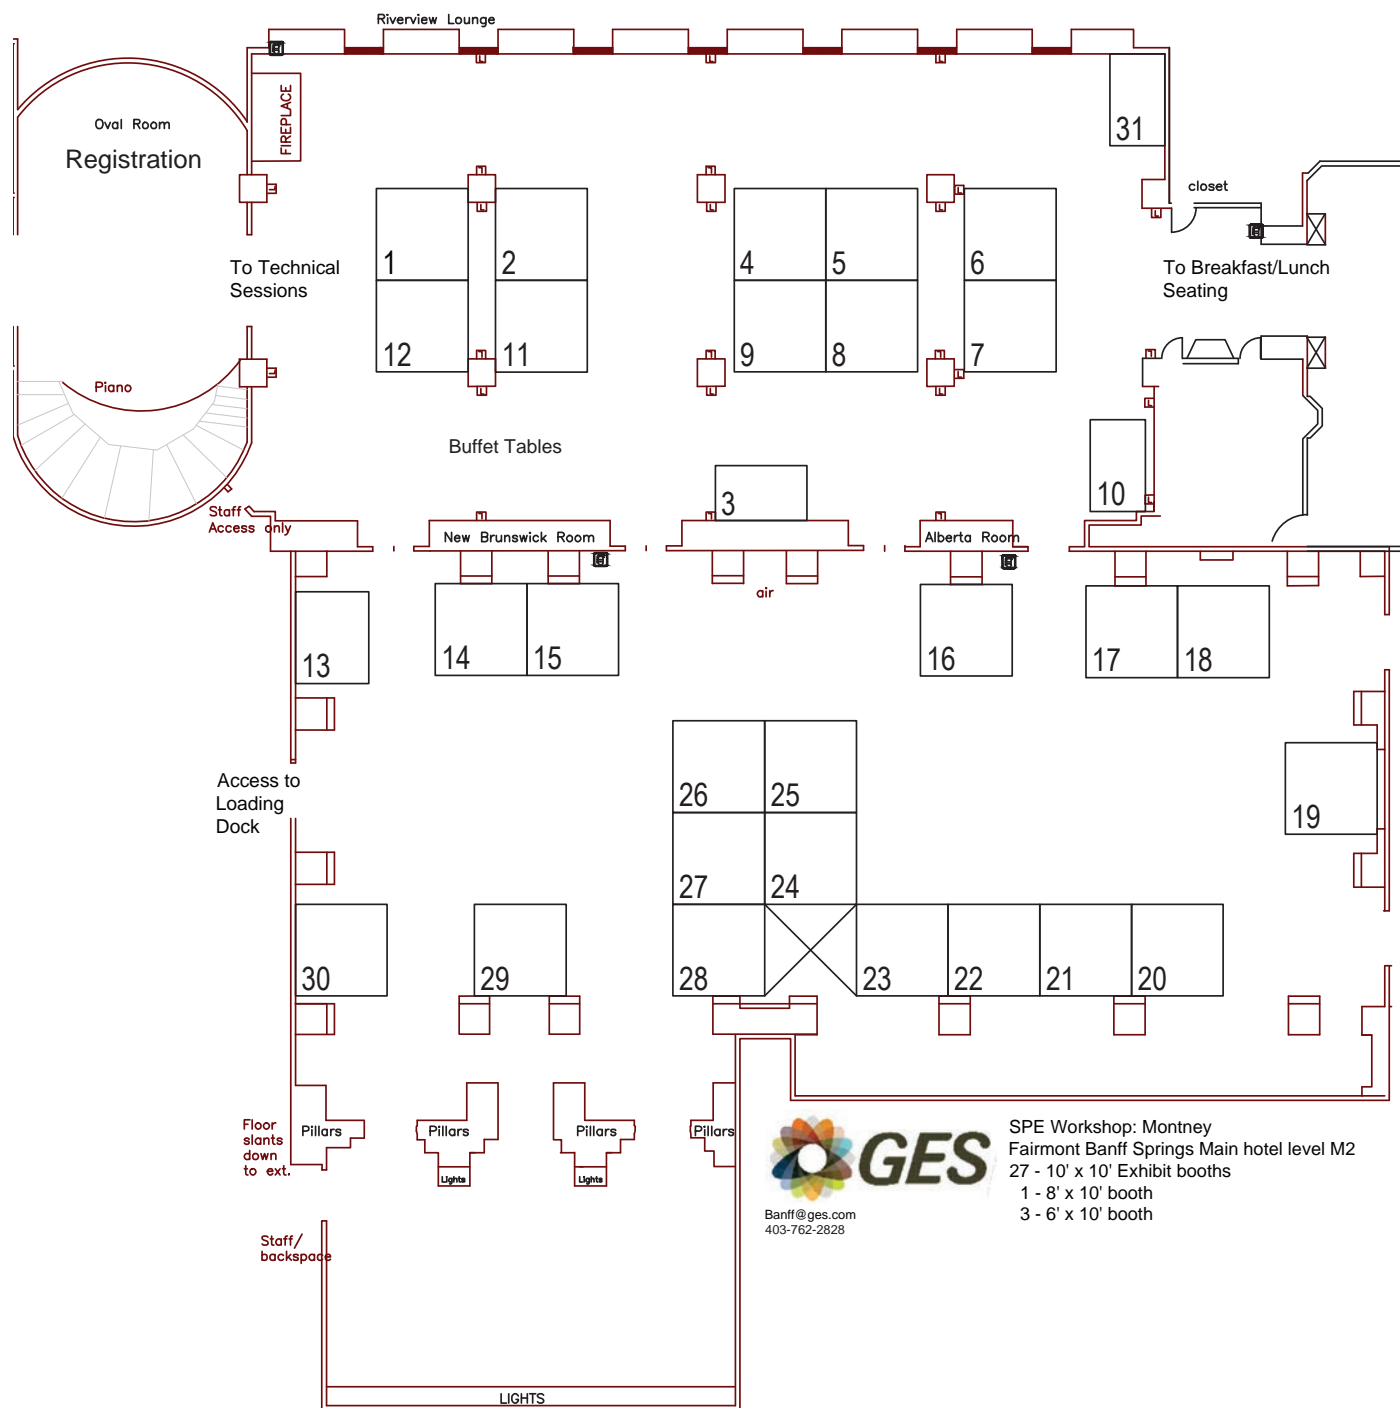 Riverview Lounge
FIREPLACE
Oval Room
Registration
31
closet
1
2
4
5
6
To Technical
Sessions
To Breakfast/Lunch
Seating
12
11
9
8
7
Piano
Buffet Tables
3
10
Staff
Access only
New Brunswick Room
Alberta Room
air
13
14
15
16
17
18
Access to
Loading
Dock
26
25
19
27
24
30
29
28
23
22
21
20
Floor
slants
down
to ext.
Pillars
Pillars
Pillars
Pillars
Lights
Lights
GES
Banff@ges.com
403-762-2828
SPE Workshop: Montney
Fairmont Banff Springs Main hotel level M2
27 - 10' x 10' Exhibit booths
1 - 8' x 10' booth
3 - 6' x 10' booth
Staff/
backspace
LIGHTS